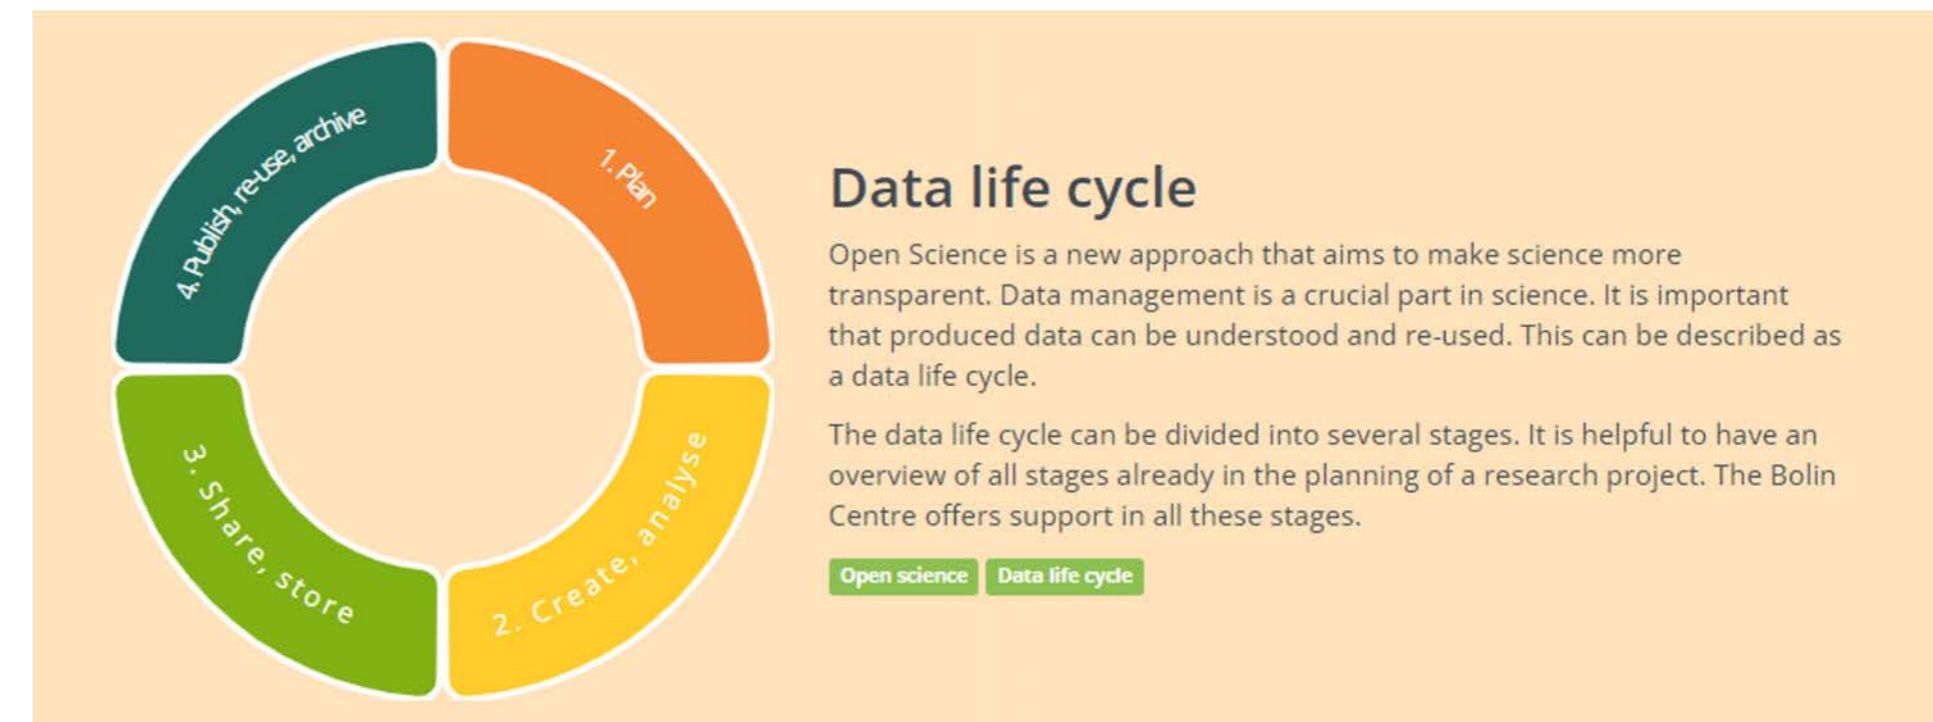 4. Publish, re-use, archive
1. Plan
3. Share, store
2. Create, analyse
Data life cycle
Open Science is a new approach that aims to make science more
transparent. Data management is a crucial part in science. It is important
that produced data can be understood and re-used. This can be described as
a data life cycle.
The data life cycle can be divided into several stages. It is helpful to have an
overview of all stages already in the planning of a research project. The Bolin
Centre offers support in all these stages.
Open science
Data life cycle